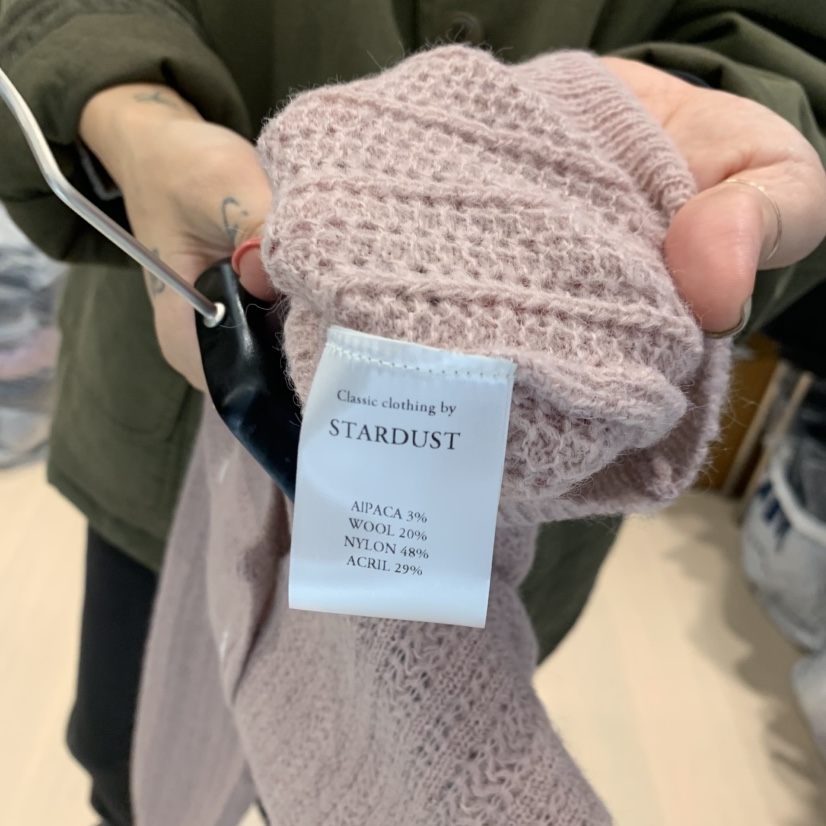 Classic clothing by
STARDUST
AlPACA 3%
WOOL 20%
NYLON 48%
ACRIL 29%